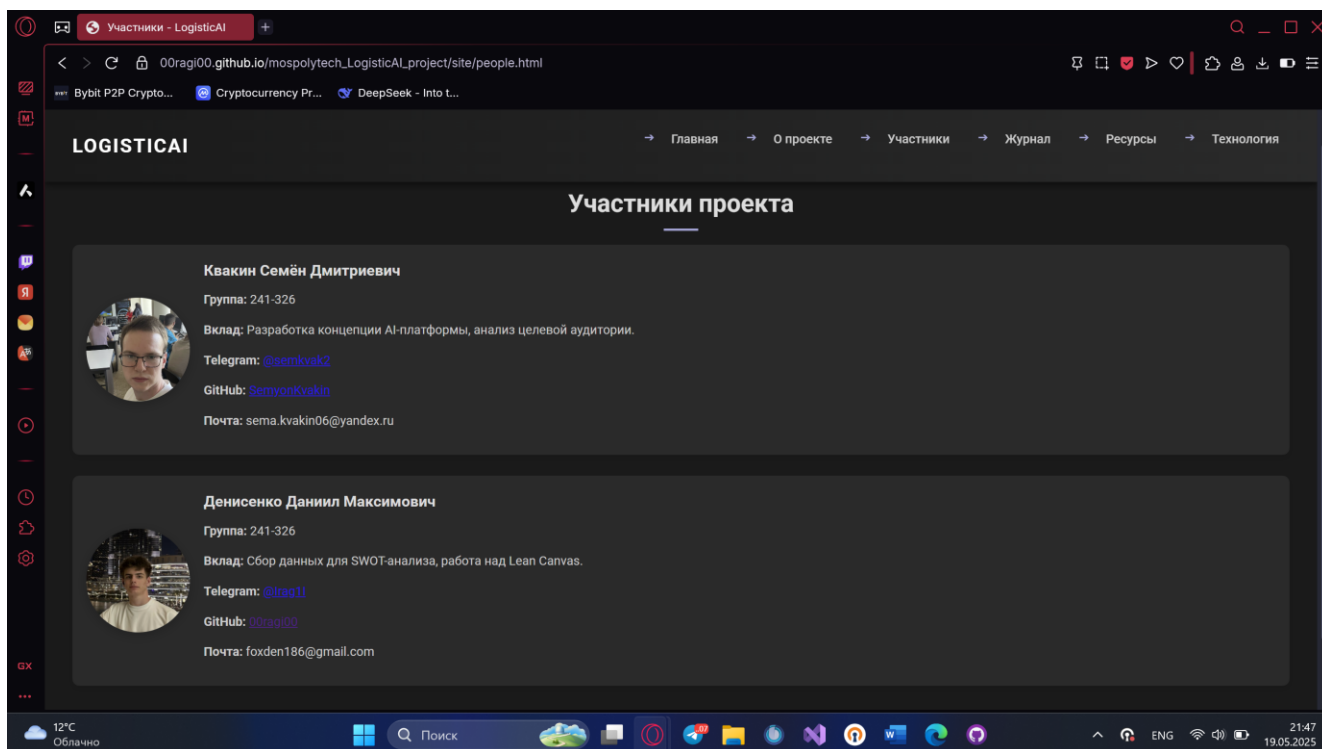 Участники - LogisticAI
00ragi00.github.io/mospolytech_LogisticAI_project/site/people.html
Bybit P2P Crypto... Cryptocurrency Pr... DeepSeek - Into t...
LOGISTICAI
→ Главная → О проекте → Участники → Журнал → Ресурсы → Технология
Участники проекта
Квакин Семён Дмитриевич
Группа: 241-326
Вклад: Разработка концепции AI-платформы, анализ целевой аудитории.
Telegram: @semkvak2
GitHub: SemyonKvakin
Почта: sema.kvakin06@yandex.ru
Денисенко Даниил Максимович
Группа: 241-326
Вклад: Сбор данных для SWOT-анализа, работа над Lean Canvas.
Telegram:
GitHub: 00ragi00
Почта: foxden186@gmail.com
GX
12°C
Облачно
Поиск
ENG
21:47
19.05.2025